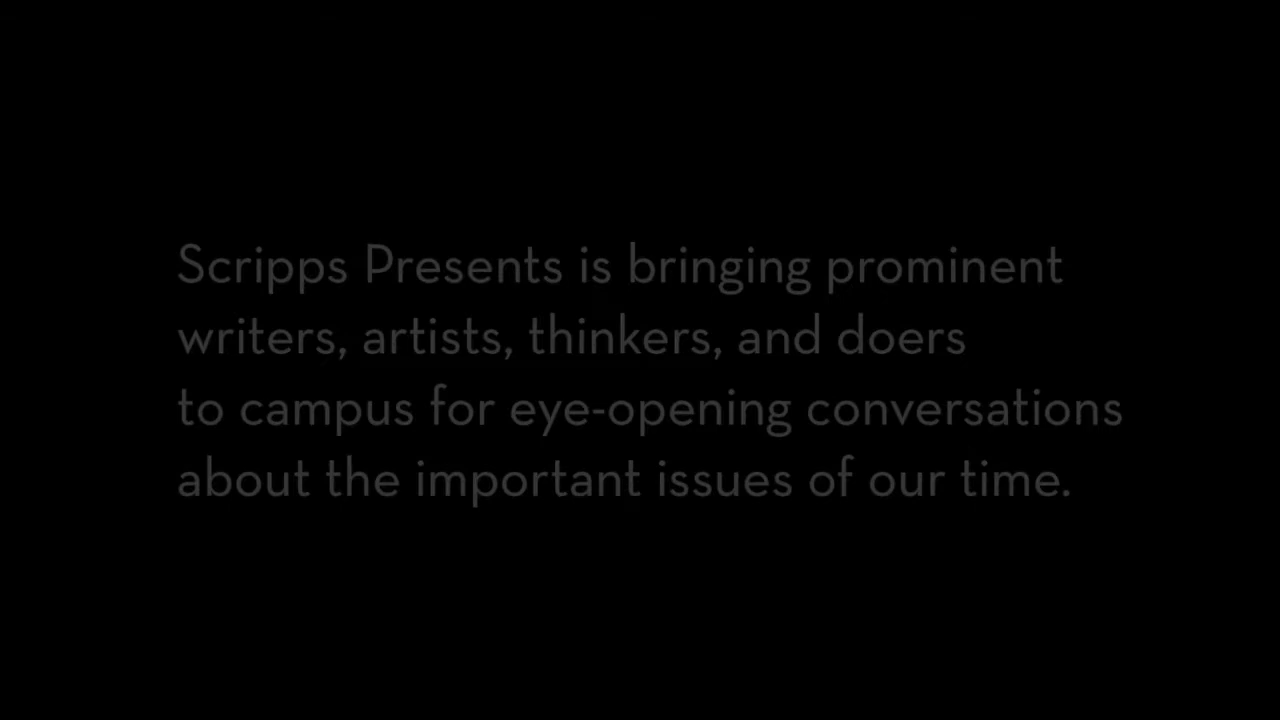 Scripps Presents is bringing prominent
writers, artists, thinkers, and doers
to campus for eye-opening conversations
about the important issues of our time.